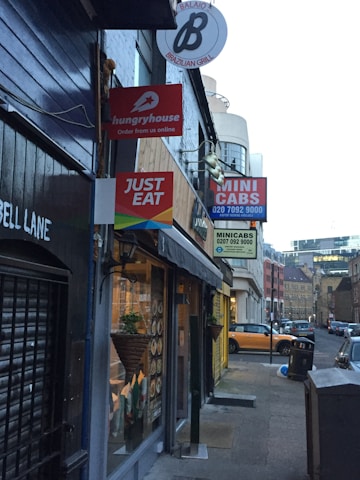 BALAIO
B
BRAZILIAN GRILL
hungryhouse
Order from us online
JUST
EAT
BELL LANE
MINI
CABS
020 7092 9000
MINICABS
0207 092 9000